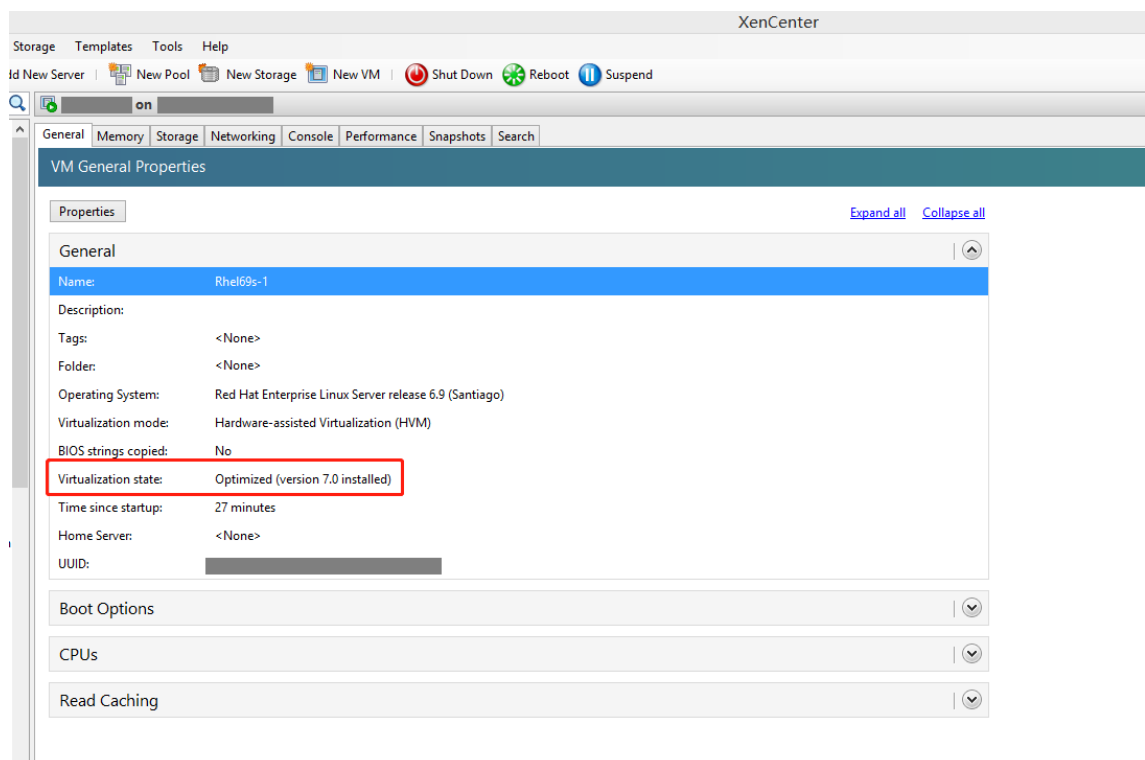 XenCenter
Storage Templates Tools Help
dd New Server New Pool New Storage New VM Shut Down Reboot Suspend
on
General Memory Storage Networking Console Performance Snapshots Search
VM General Properties
Properties Expand all Collapse all
General
Name: Rhel69s-1
Description:
Tags: <None>
Folder: <None>
Operating System: Red Hat Enterprise Linux Server release 6.9 (Santiago)
Virtualization mode: Hardware-assisted Virtualization (HVM)
BIOS strings copied: No
Virtualization state: Optimized (version 7.0 installed)
Time since startup: 27 minutes
Home Server: <None>
UUID:
Boot Options
CPUs
Read Caching